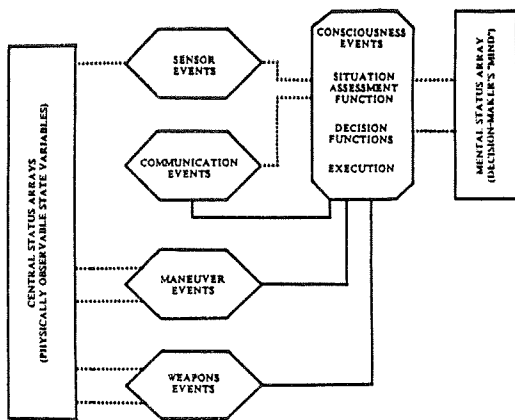 CENTRAL STATUS ARRAYS
(PHYSICALLY OBSERVABLE STATE VARIABLES)
SENSOR
EVENTS
COMMUNICATION
EVENTS
MANEUVER
EVENTS
WEAPONS
EVENTS
CONSCIOUSNESS
EVENTS
SITUATION
ASSESSMENT
FUNCTION
DECISION
FUNCTIONS
EXECUTION
MENTAL STATUS ARRAY
(DECISION-MAKER'S "MIND")